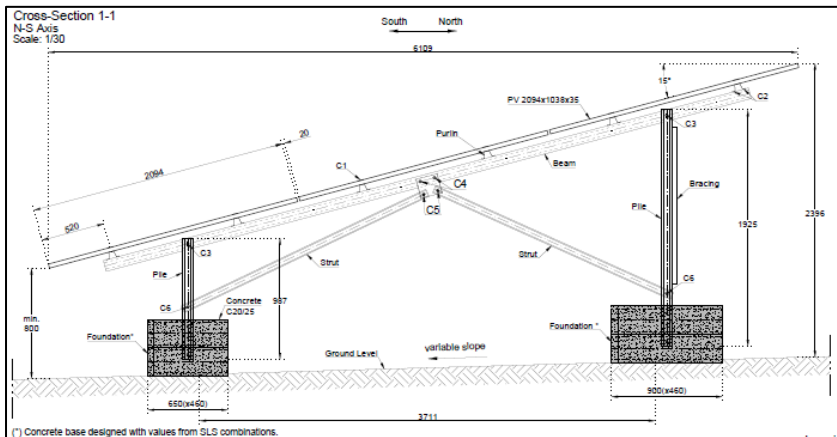 Cross-Section 1-1
N-S Axis
Scale: 1/30
South North
6109
15°
PV 2094x1038x35
C2
20
C3
2094
C1
Purlin
Beam
C4
C5
520
Pile
Bracing
1925
2396
C3
Pile
Strut
Strut
987
C6
C6
min.
800
Concrete
C20/25
Foundation*
Foundation *
variable slope
Ground Level
650(x460)
900(x460)
3711
(*) Concrete base designed with values from SLS combinations.